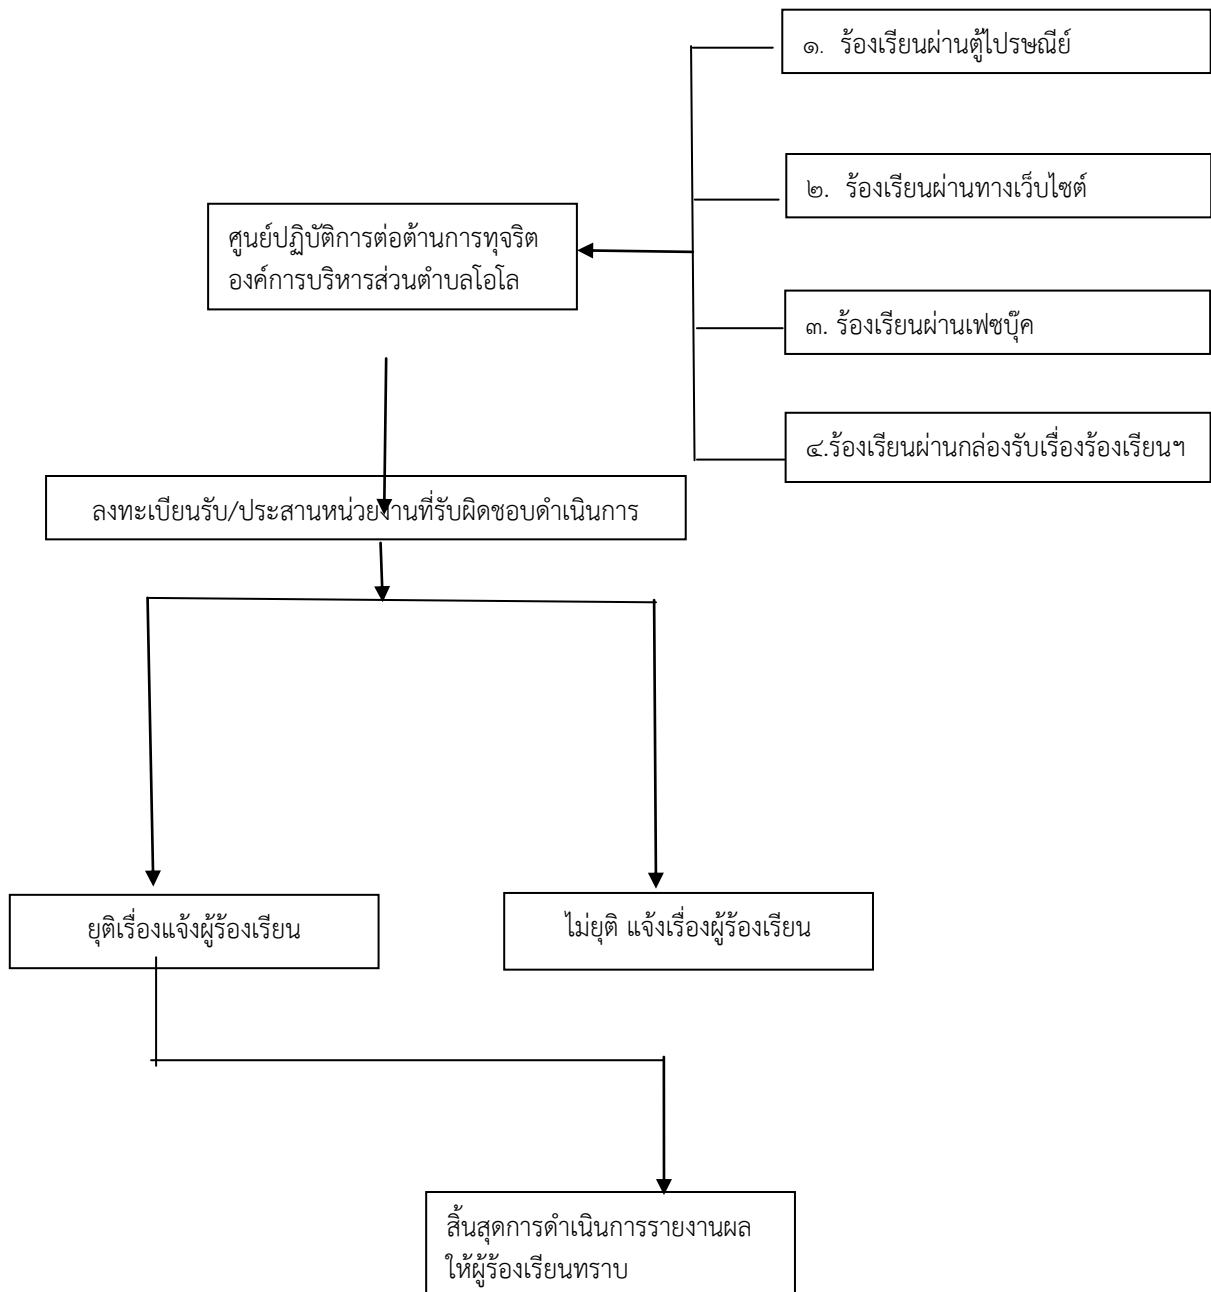 ๑. ร้องเรียนผ่านตู้ไปรษณีย์
๒. ร้องเรียนผ่านทางเว็บไซต์
ศูนย์ปฏิบัติการต่อต้านการทุจริต
องค์การบริหารส่วนตำบลโอโล
๓. ร้องเรียนผ่านเฟซบุ๊ค
๔.ร้องเรียนผ่านกล่องรับเรื่องร้องเรียนฯ
ลงทะเบียนรับ/ประสานหน่วยงานที่รับผิดชอบดำเนินการ
ยุติเรื่องแจ้งผู้ร้องเรียน
ไม่ยุติ แจ้งเรื่องผู้ร้องเรียน
สิ้นสุดการดำเนินการรายงานผล
ให้ผู้ร้องเรียนทราบ